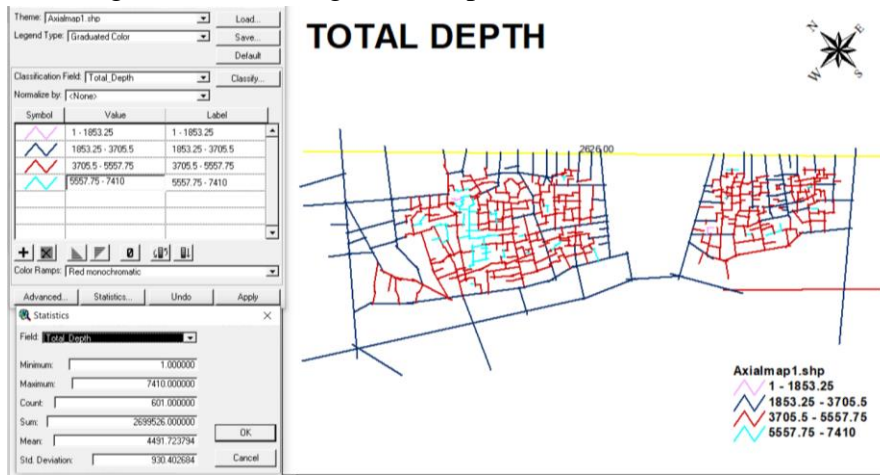 Theme: Axialmap1.shp
Load...
Legend Type: Graduated Color
Save...
Default
Classification Field: Total_Depth
Classify...
Normalize by: <None>
Symbol Value Label
1 - 1853.25 1 - 1853.25
1853.25 - 3705.5 1853.25 - 3705.5
3705.5 - 5557.75 3705.5 - 5557.75
5557.75 - 7410 5557.75 - 7410
Color Ramps: Red monochromatic
Advanced... Statistics... Undo Apply
Statistics
Field: Total_Depth
Minimum: 1.000000
Maximum: 7410.000000
Count: 601.000000
Sum: 2699526.000000
Mean: 4491.723794
Std. Deviation: 930.402684
OK
Cancel
TOTAL DEPTH
N
E
W
S
2626.00
Axialmap1.shp
1 - 1853.25
1853.25 - 3705.5
3705.5 - 5557.75
5557.75 - 7410